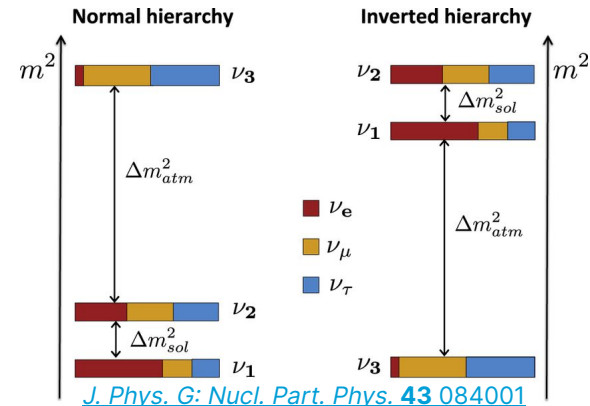 Normal hierarchy
Inverted hierarchy
m²
ν₃
ν₂
m²
Δm²sol
ν₁
Δm²atm
Δm²atm
νe
νμ
ντ
ν₂
Δm²sol
ν₁
ν₃
J. Phys. G: Nucl. Part. Phys. 43 084001